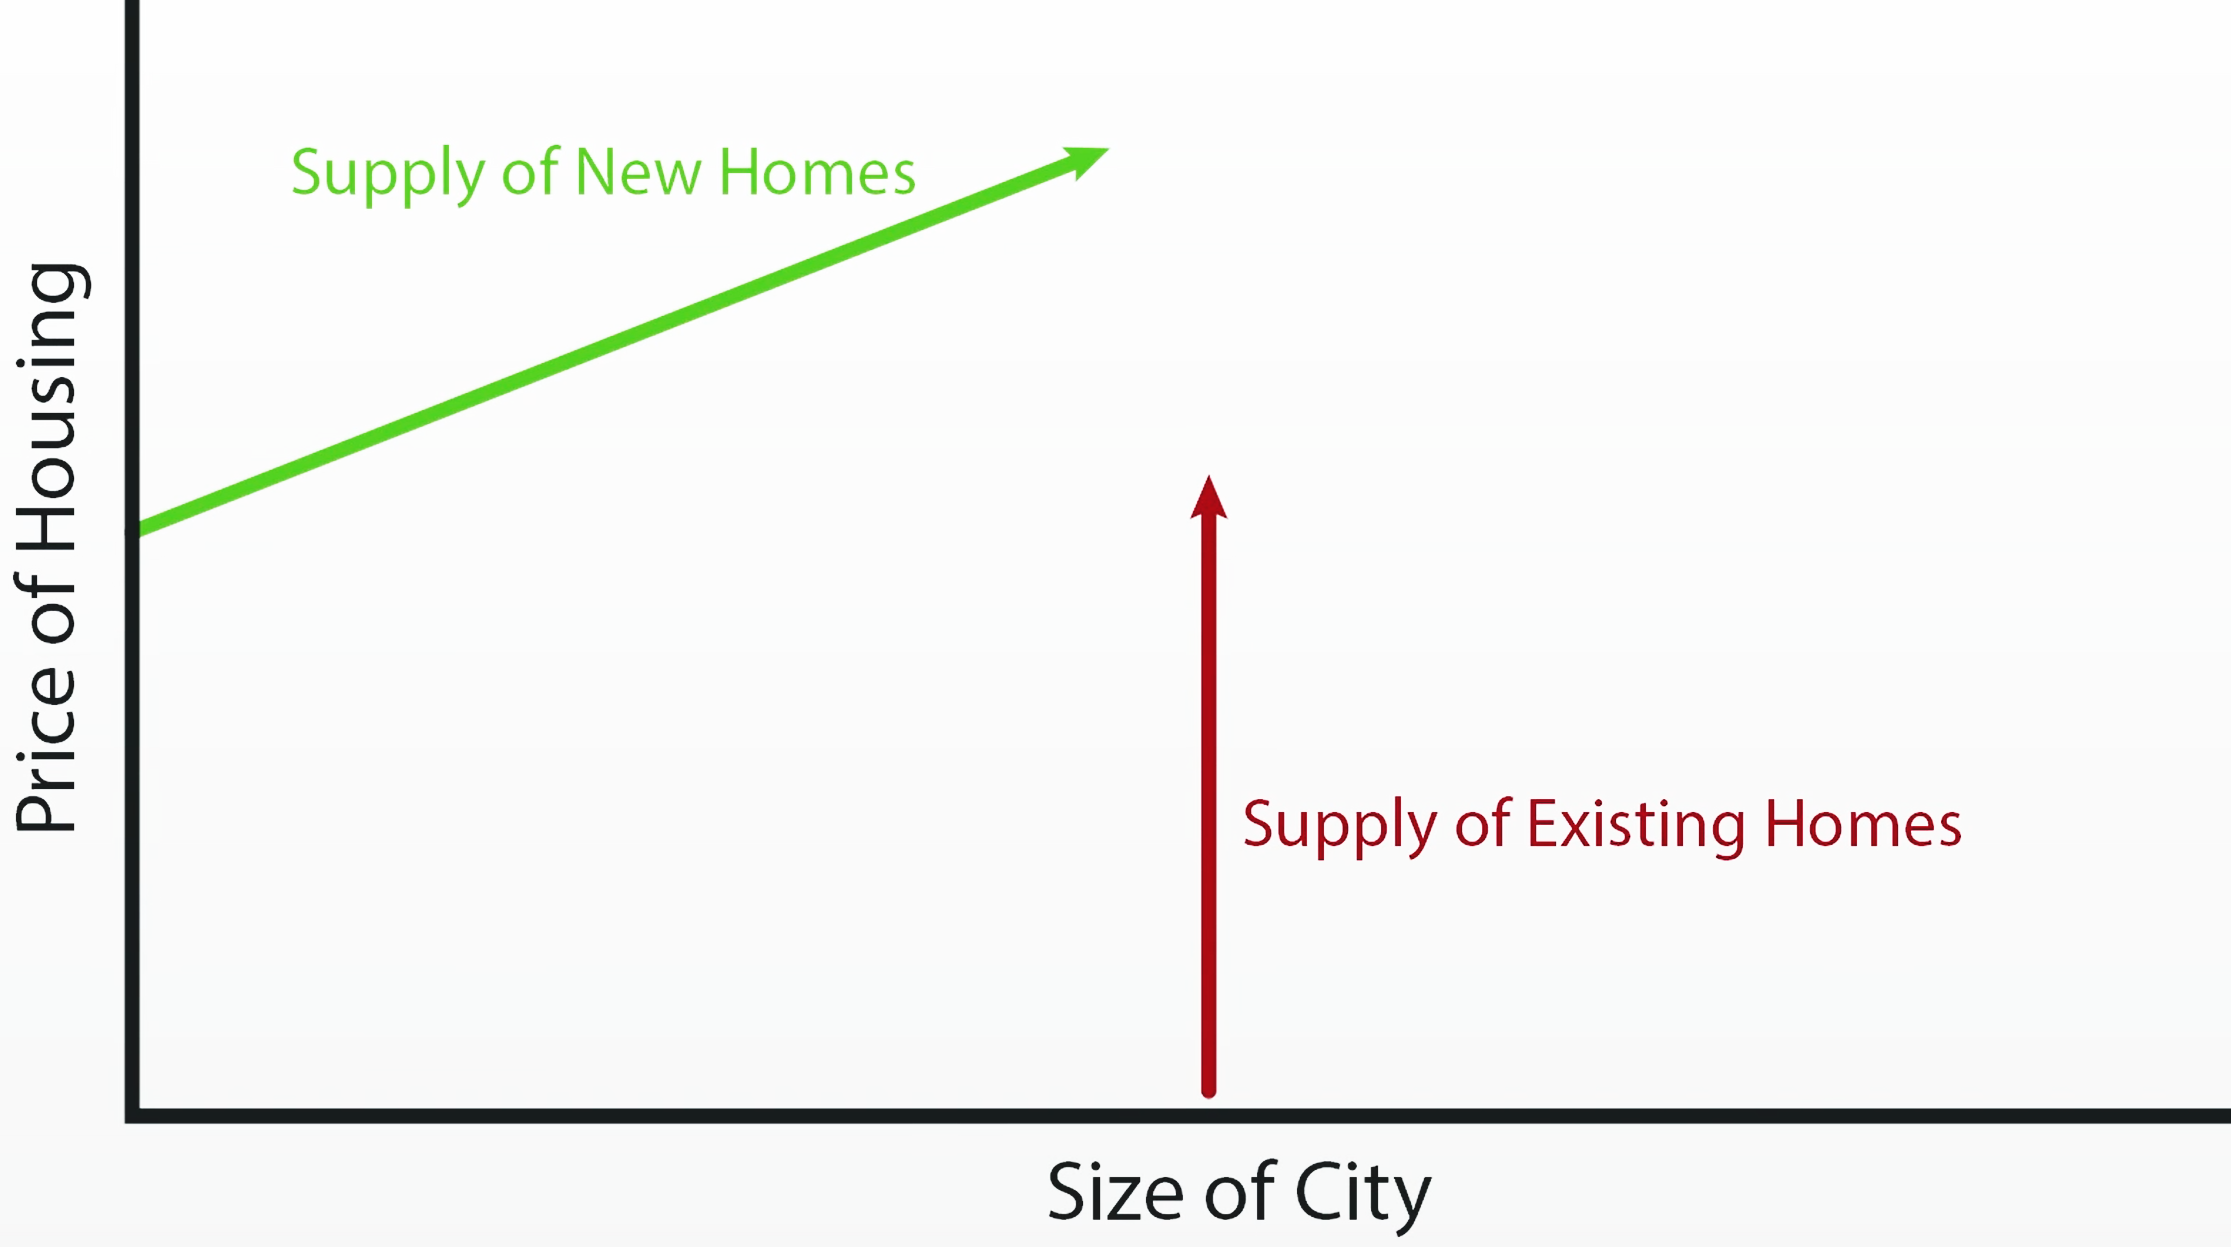 Supply of New Homes
Price of Housing
Supply of Existing Homes
Size of City